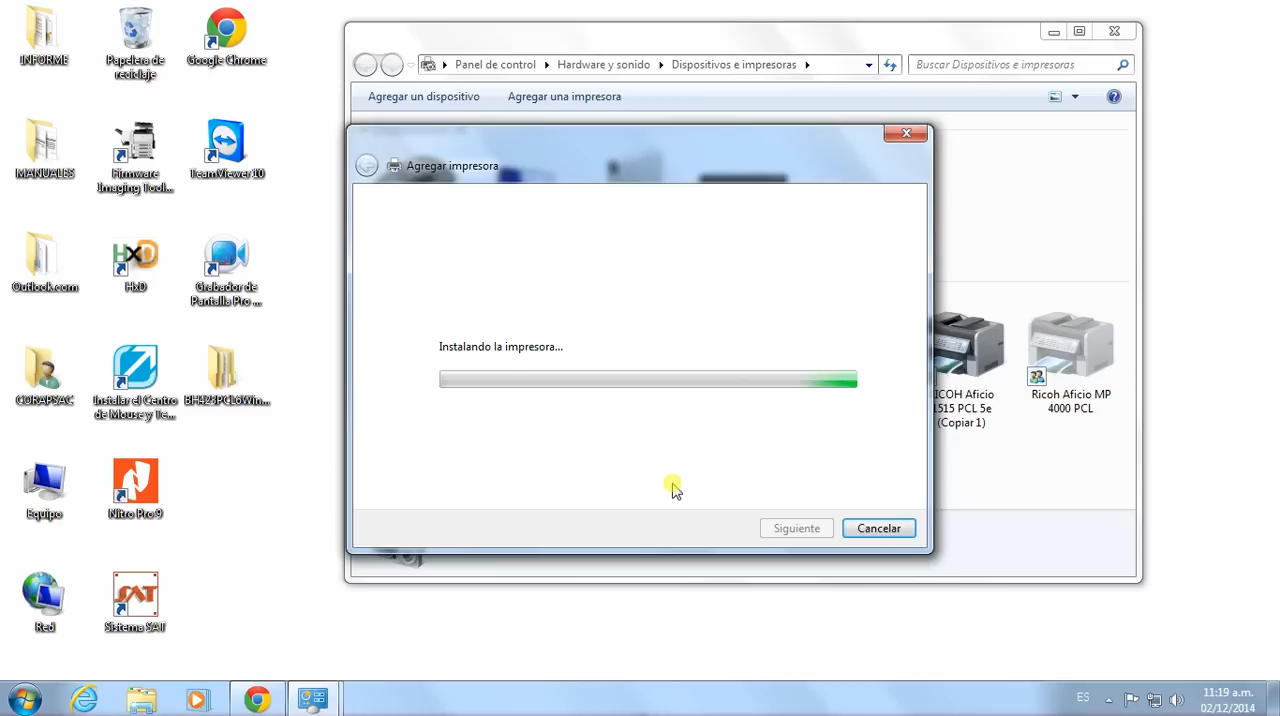 INFORME
Papelera de
reciclaje
Google Chrome
MANUALES
Firmware
Imaging Tool...
TeamViewer 10
Outlook.com
HxD
HxD
Grabador de
Pantalla Pro ...
CORAPSAC
Instalar el Centro
de Mouse y Te...
BH423PCL6Win...
Equipo
Nitro Pro 9
Red
SAT
Sistema SAT
Panel de control
Hardware y sonido
Dispositivos e impresoras
Buscar Dispositivos e impresoras
Agregar un dispositivo
Agregar una impresora
Agregar impresora
Instalando la impresora...
Siguiente
Cancelar
RICOH Aficio
1515 PCL 5e
(Copiar 1)
Ricoh Aficio MP
4000 PCL
ES
11:19 a.m.
02/12/2014